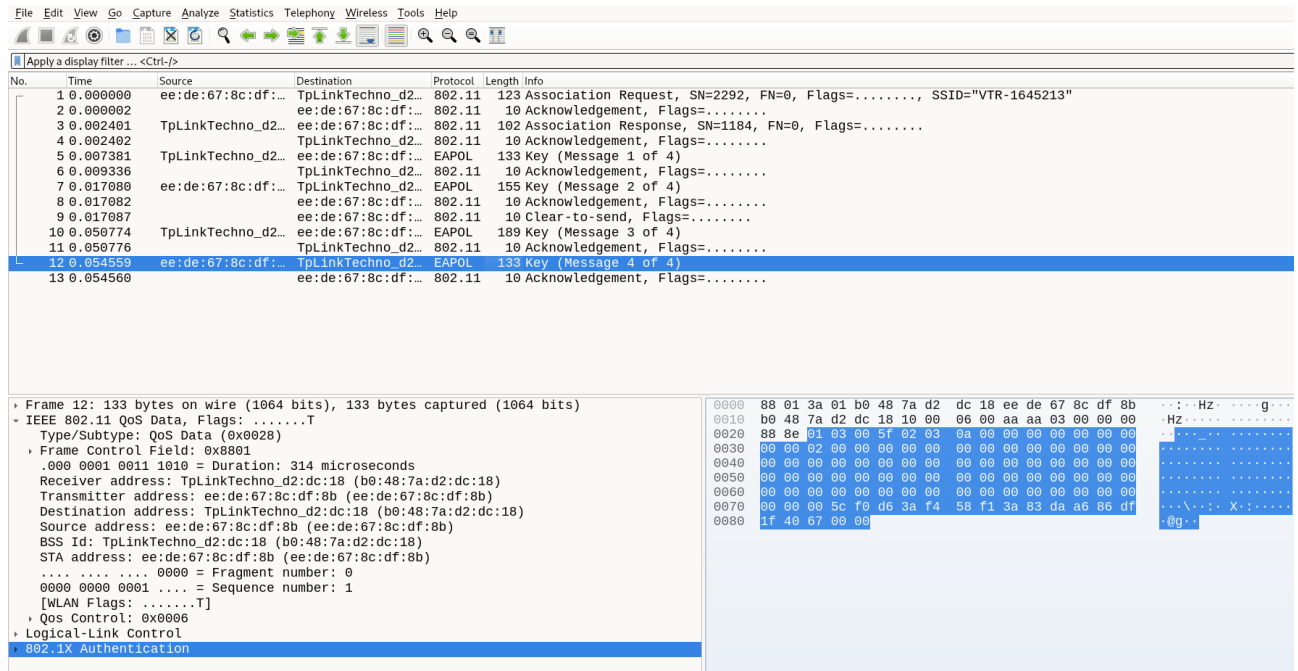 File Edit View Go Capture Analyze Statistics Telephony Wireless Tools Help
Apply a display filter ... <Ctrl-/>
No. Time Source Destination Protocol Length Info
1 0.000000 ee:de:67:8c:df:… TpLinkTechno_d2… 802.11 123 Association Request, SN=2292, FN=0, Flags=........, SSID="VTR-1645213"
2 0.000002 ee:de:67:8c:df:… 802.11 10 Acknowledgement, Flags=........
3 0.002401 TpLinkTechno_d2… ee:de:67:8c:df:… 802.11 102 Association Response, SN=1184, FN=0, Flags=........
4 0.002402 TpLinkTechno_d2… 802.11 10 Acknowledgement, Flags=........
5 0.007381 TpLinkTechno_d2… ee:de:67:8c:df:… EAPOL 133 Key (Message 1 of 4)
6 0.009336 TpLinkTechno_d2… 802.11 10 Acknowledgement, Flags=........
7 0.017080 ee:de:67:8c:df:… TpLinkTechno_d2… EAPOL 155 Key (Message 2 of 4)
8 0.017082 ee:de:67:8c:df:… 802.11 10 Acknowledgement, Flags=........
9 0.017087 ee:de:67:8c:df:… 802.11 10 Clear-to-send, Flags=........
10 0.050774 TpLinkTechno_d2… ee:de:67:8c:df:… EAPOL 189 Key (Message 3 of 4)
11 0.050776 TpLinkTechno_d2… 802.11 10 Acknowledgement, Flags=........
12 0.054559 ee:de:67:8c:df:… TpLinkTechno_d2… EAPOL 133 Key (Message 4 of 4)
13 0.054560 ee:de:67:8c:df:… 802.11 10 Acknowledgement, Flags=........
Frame 12: 133 bytes on wire (1064 bits), 133 bytes captured (1064 bits)
IEEE 802.11 QoS Data, Flags: .......T
Type/Subtype: QoS Data (0x0028)
Frame Control Field: 0x8801
.000 0001 0011 1010 = Duration: 314 microseconds
Receiver address: TpLinkTechno_d2:dc:18 (b0:48:7a:d2:dc:18)
Transmitter address: ee:de:67:8c:df:8b (ee:de:67:8c:df:8b)
Destination address: TpLinkTechno_d2:dc:18 (b0:48:7a:d2:dc:18)
Source address: ee:de:67:8c:df:8b (ee:de:67:8c:df:8b)
BSS Id: TpLinkTechno_d2:dc:18 (b0:48:7a:d2:dc:18)
STA address: ee:de:67:8c:df:8b (ee:de:67:8c:df:8b)
.... .... .... 0000 = Fragment number: 0
0000 0000 0001 .... = Sequence number: 1
[WLAN Flags: .......T]
Qos Control: 0x0006
Logical-Link Control
802.1X Authentication
0000 88 01 3a 01 b0 48 7a d2 dc 18 ee de 67 8c df 8b ··:··Hz· ····g···
0010 b0 48 7a d2 dc 18 10 00 06 00 aa aa 03 00 00 00 ·Hz····· ········
0020 88 8e 01 03 00 5f 02 03 0a 00 00 00 00 00 00 00 ·····_·· ········
0030 00 00 02 00 00 00 00 00 00 00 00 00 00 00 00 00 ········ ········
0040 00 00 00 00 00 00 00 00 00 00 00 00 00 00 00 00 ········ ········
0050 00 00 00 00 00 00 00 00 00 00 00 00 00 00 00 00 ········ ········
0060 00 00 00 00 00 00 00 00 00 00 00 00 00 00 00 00 ········ ········
0070 00 00 00 5c f0 d6 3a f4 58 f1 3a 83 da a6 86 df ···\··:· X·:·····
0080 1f 40 67 00 00 ·@g··